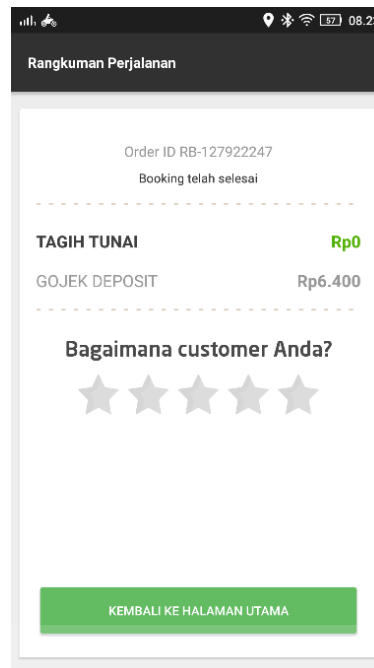 57 08.2
Rangkuman Perjalanan
Order ID RB-127922247
Booking telah selesai
TAGIH TUNAI Rp0
GOJEK DEPOSIT Rp6.400
Bagaimana customer Anda?
KEMBALI KE HALAMAN UTAMA